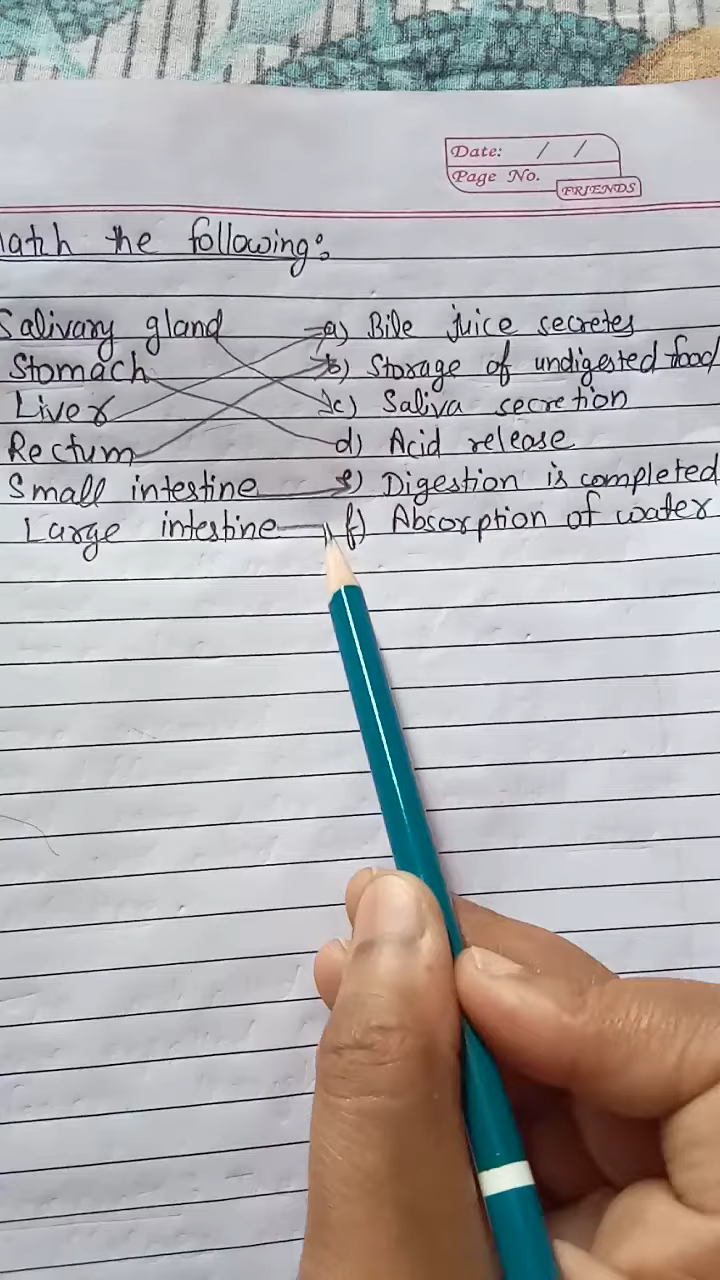 Date: / /
Page No.
FRIENDS
Match the following:
Salivary gland a) Bile juice secretes
Stomach b) Storage of undigested food
Liver c) Saliva secretion
Rectum d) Acid release
Small intestine e) Digestion is completed
Large intestine f) Absorption of water